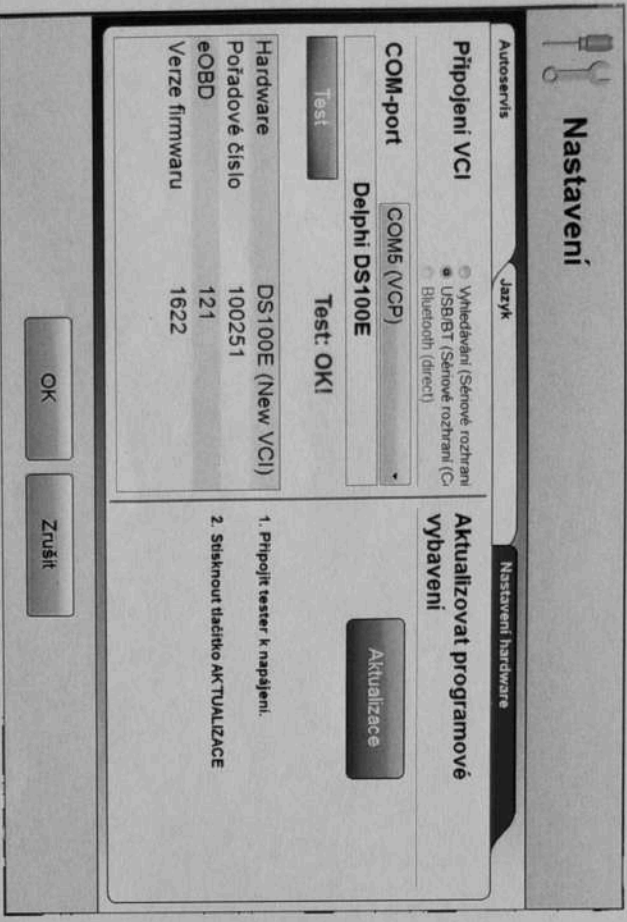 Nastavení
Autoservis
Jazyk
Nastavení hardware
Připojení VCI
Vyhledávání (Sériové rozhraní
USB/BT (Sériové rozhraní (C
Bluetooth (direct)
COM-port
COM5 (VCP)
Delphi DS100E
Test
Test: OK!
Hardware DS100E (New VCI)
Pořadové číslo 100251
eOBD 121
Verze firmwaru 1622
Aktualizovat programové
vybavení
Aktualizace
1. Připojit tester k napájení.
2. Stisknout tlačítko AKTUALIZACE
OK
Zrušit